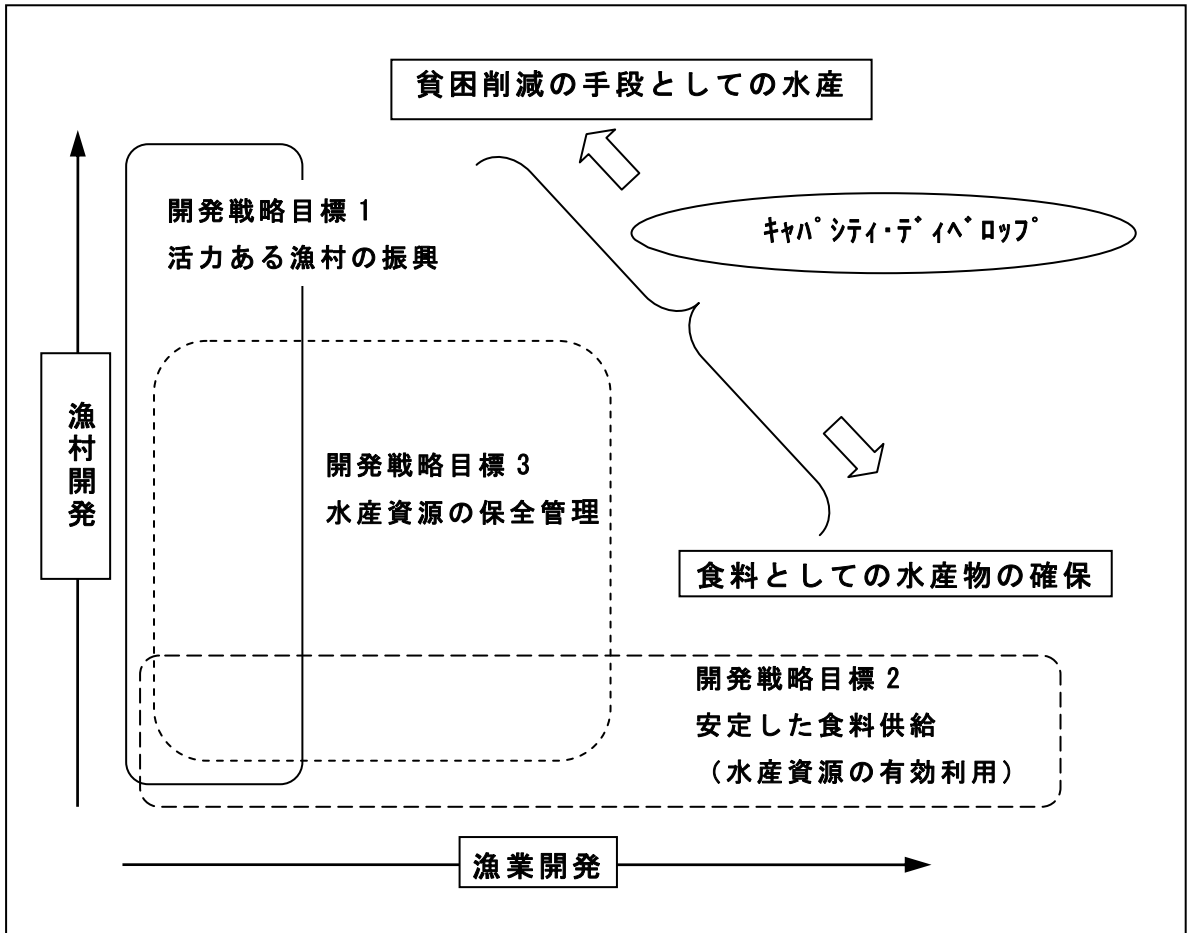 貧困削減の手段としての水産
開発戦略目標1
活力ある漁村の振興
ｷｬﾊﾟｼﾃｨ･ﾃﾞｨﾍﾞﾛｯﾌﾟ
漁村開発
開発戦略目標3
水産資源の保全管理
食料としての水産物の確保
開発戦略目標2
安定した食料供給
（水産資源の有効利用）
漁業開発